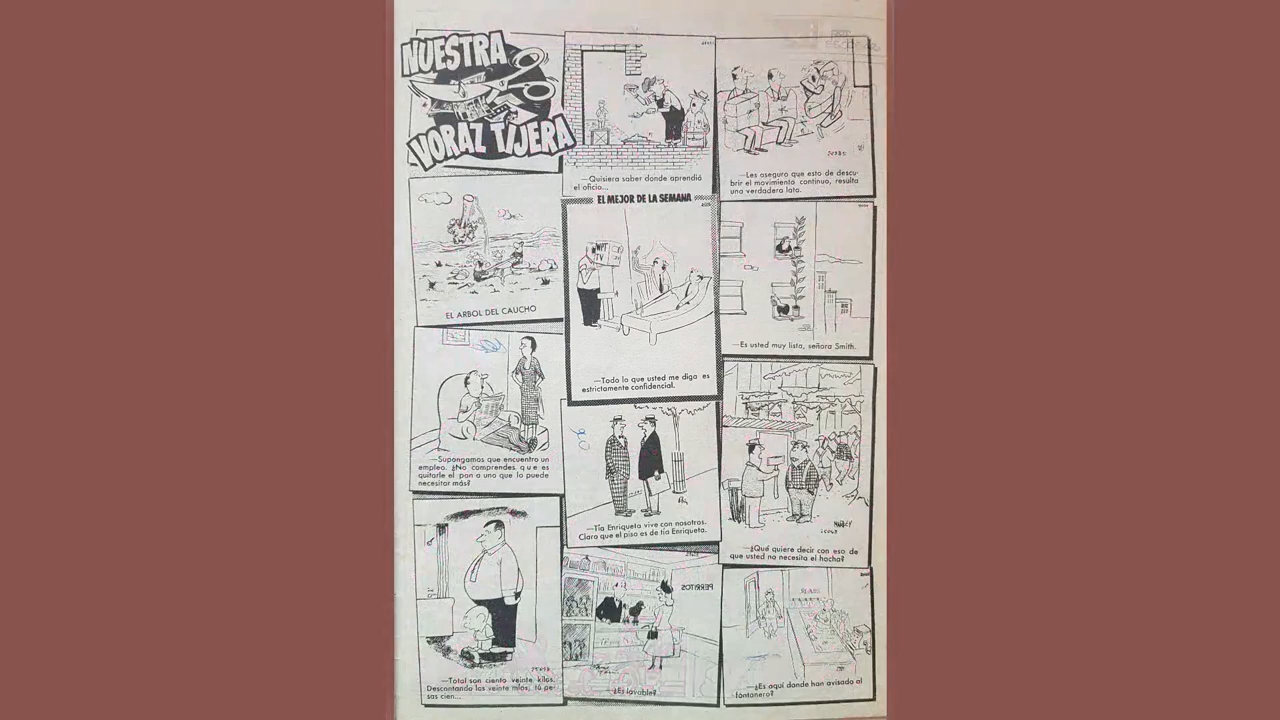 NUESTRA
VORAZ TIJERA
EL ARBOL DEL CAUCHO
—Supongamos que encuentro un
empleo. ¿No comprendes que es
quitarle el pan a uno que lo puede
necesitar más?
—Total son ciento veinte kilos.
Descontando los veinte míos, tú pe-
sas cien...
—Quisiera saber donde aprendió
el oficio...
EL MEJOR DE LA SEMANA
WPT
TV
—Todo lo que usted me diga es
estrictamente confidencial.
—Tía Enriqueta vive con nosotros.
Claro que el piso es de tía Enriqueta.
PERRITOS
—¿Es lavable?
—Les aseguro que esto de descu-
brir el movimiento continuo, resulta
una verdadera lata.
—Es usted muy lista, señora Smith.
—¿Qué quiere decir con eso de
que usted no necesita el hacha?
—¿Es aquí donde han avisado al
fontanero?